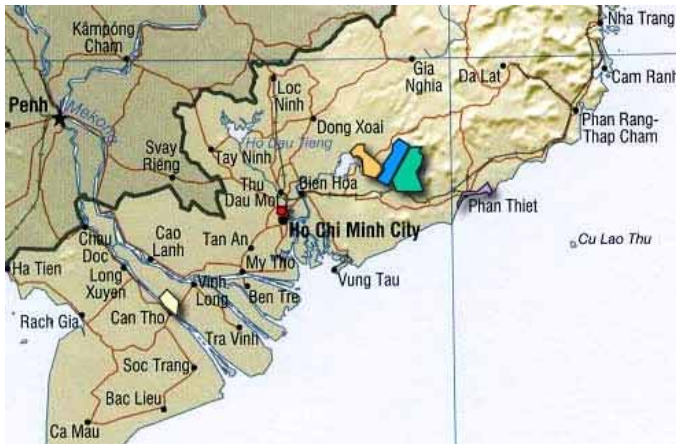 Nha Trang
Kâmpóng
Cham
Gia
Nghia
Da Lat
Cam Ranh
Loc
Ninh
Penh
Mekong
Dong Xoai
Phan Rang-
Thap Cham
Svay
Riĕng
Tay Ninh
Ho Dau Tieng
Thu
Dau Mot
Bien Hoa
Phan Thiet
Ho Chi Minh City
Chau
Doc
Cao
Lanh
Tan An
Cu Lao Thu
Ha Tien
Long
Xuyen
My Tho
Vung Tau
Vinh
Long
Ben Tre
Rach Gia
Can Tho
Tra Vinh
Soc Trang
Bac Lieu
Ca Mau